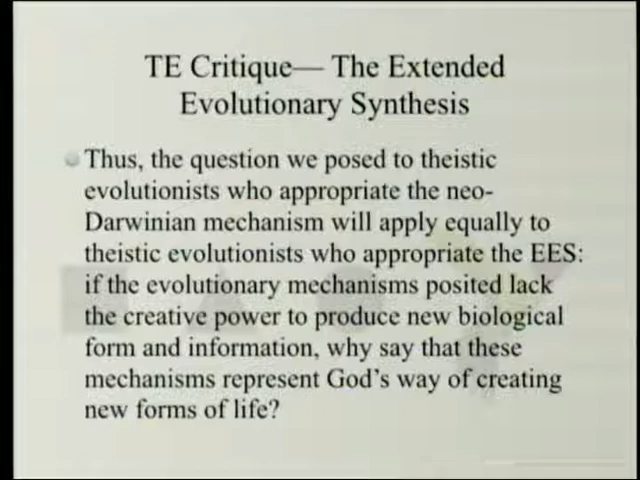 TE Critique— The Extended
Evolutionary Synthesis
Thus, the question we posed to theistic
evolutionists who appropriate the neo-
Darwinian mechanism will apply equally to
theistic evolutionists who appropriate the EES:
if the evolutionary mechanisms posited lack
the creative power to produce new biological
form and information, why say that these
mechanisms represent God's way of creating
new forms of life?